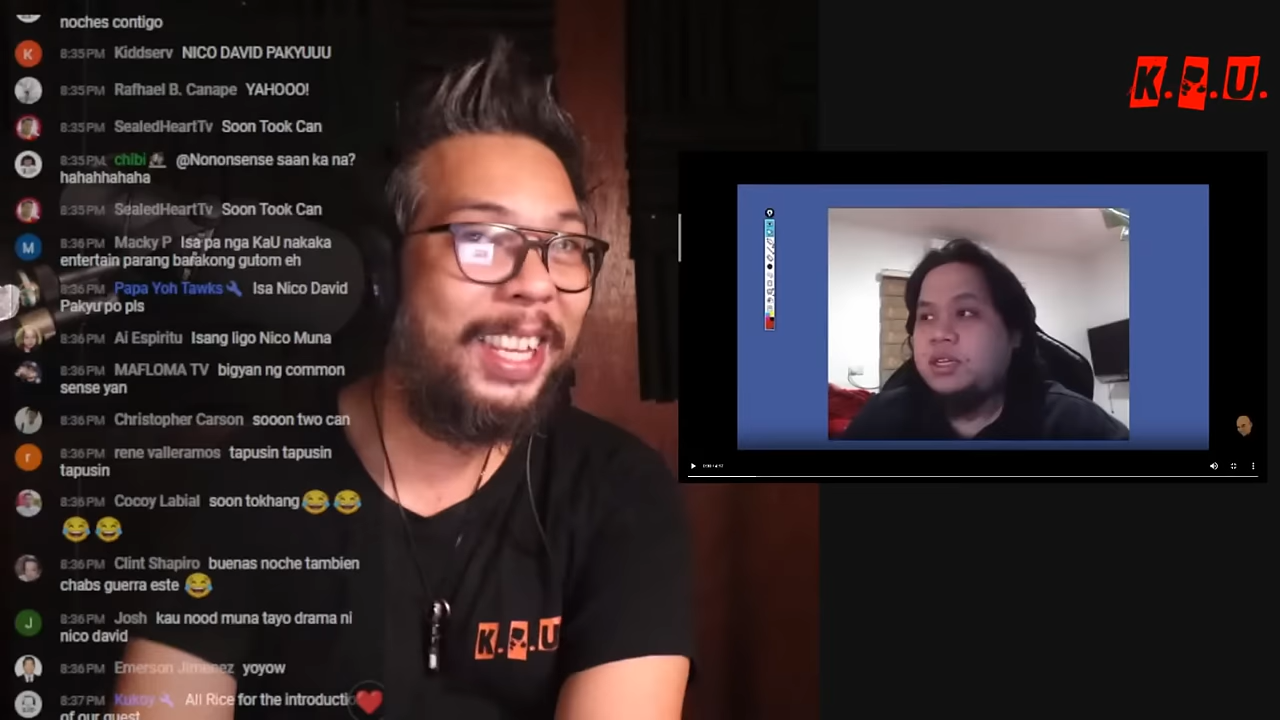 noches contigo
8:35PM Kiddserv NICO DAVID PAKYUUU
8:35PM Rafhael B. Canape YAHOOO!
8:35PM SealedHeartTv Soon Took Can
8:35PM chibi @Nononsense saan ka na?
hahahhahaha
8:35PM SealedHeartTv Soon Took Can
8:36PM Macky P Isa pa nga KaU nakaka
entertain parang barakong gutom eh
8:36PM Papa Yoh Tawks Isa Nico David
Pakyu po pls
8:36PM Ai Espiritu Isang ligo Nico Muna
8:36PM MAFLOMA TV bigyan ng common
sense yan
8:36PM Christopher Carson sooon two can
8:36PM rene valleramos tapusin tapusin
tapusin
8:36PM Cocoy Labial soon tokhang 😂 😂
😂 😂
8:36PM Clint Shapiro buenas noche tambien
chabs guerra este 😂
8:36PM Josh kau nood muna tayo drama ni
nico david
8:36PM Emerson Jimenez yoyow
8:37PM Kukoy All Rice for the introducti
of our guest
K
M
r
J
K. U.
K. U